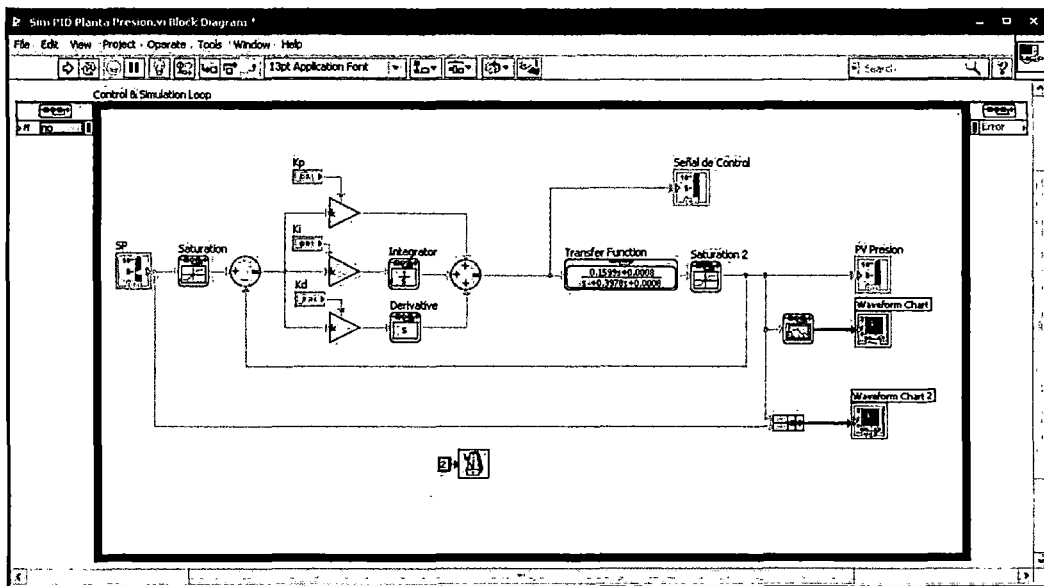 Sim PID Planta Presion.vi Block Diagram *
File Edit View Project Operate Tools Window Help
13pt Application Font
Search
Control & Simulation Loop
no
Error
Kp
Señal de Control
Ki
SP
Saturation
Integrator
Transfer Function
Saturation 2
PV Presion
0.1599s+0.0008
+0.3978s+0.0008
Kd
Derivative
s
Waveform Chart
Waveform Chart 2
2